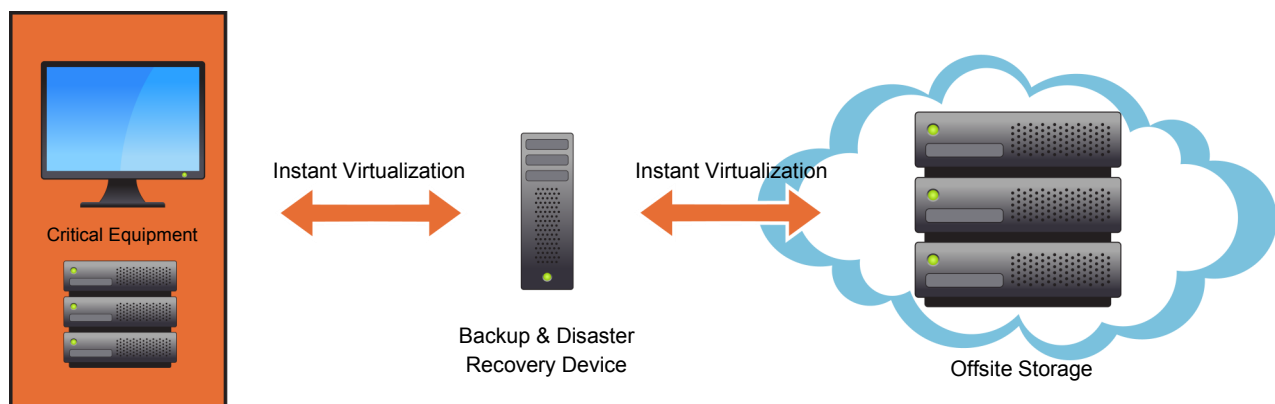 Critical Equipment
Instant Virtualization
Backup & Disaster
Recovery Device
Instant Virtualization
Offsite Storage